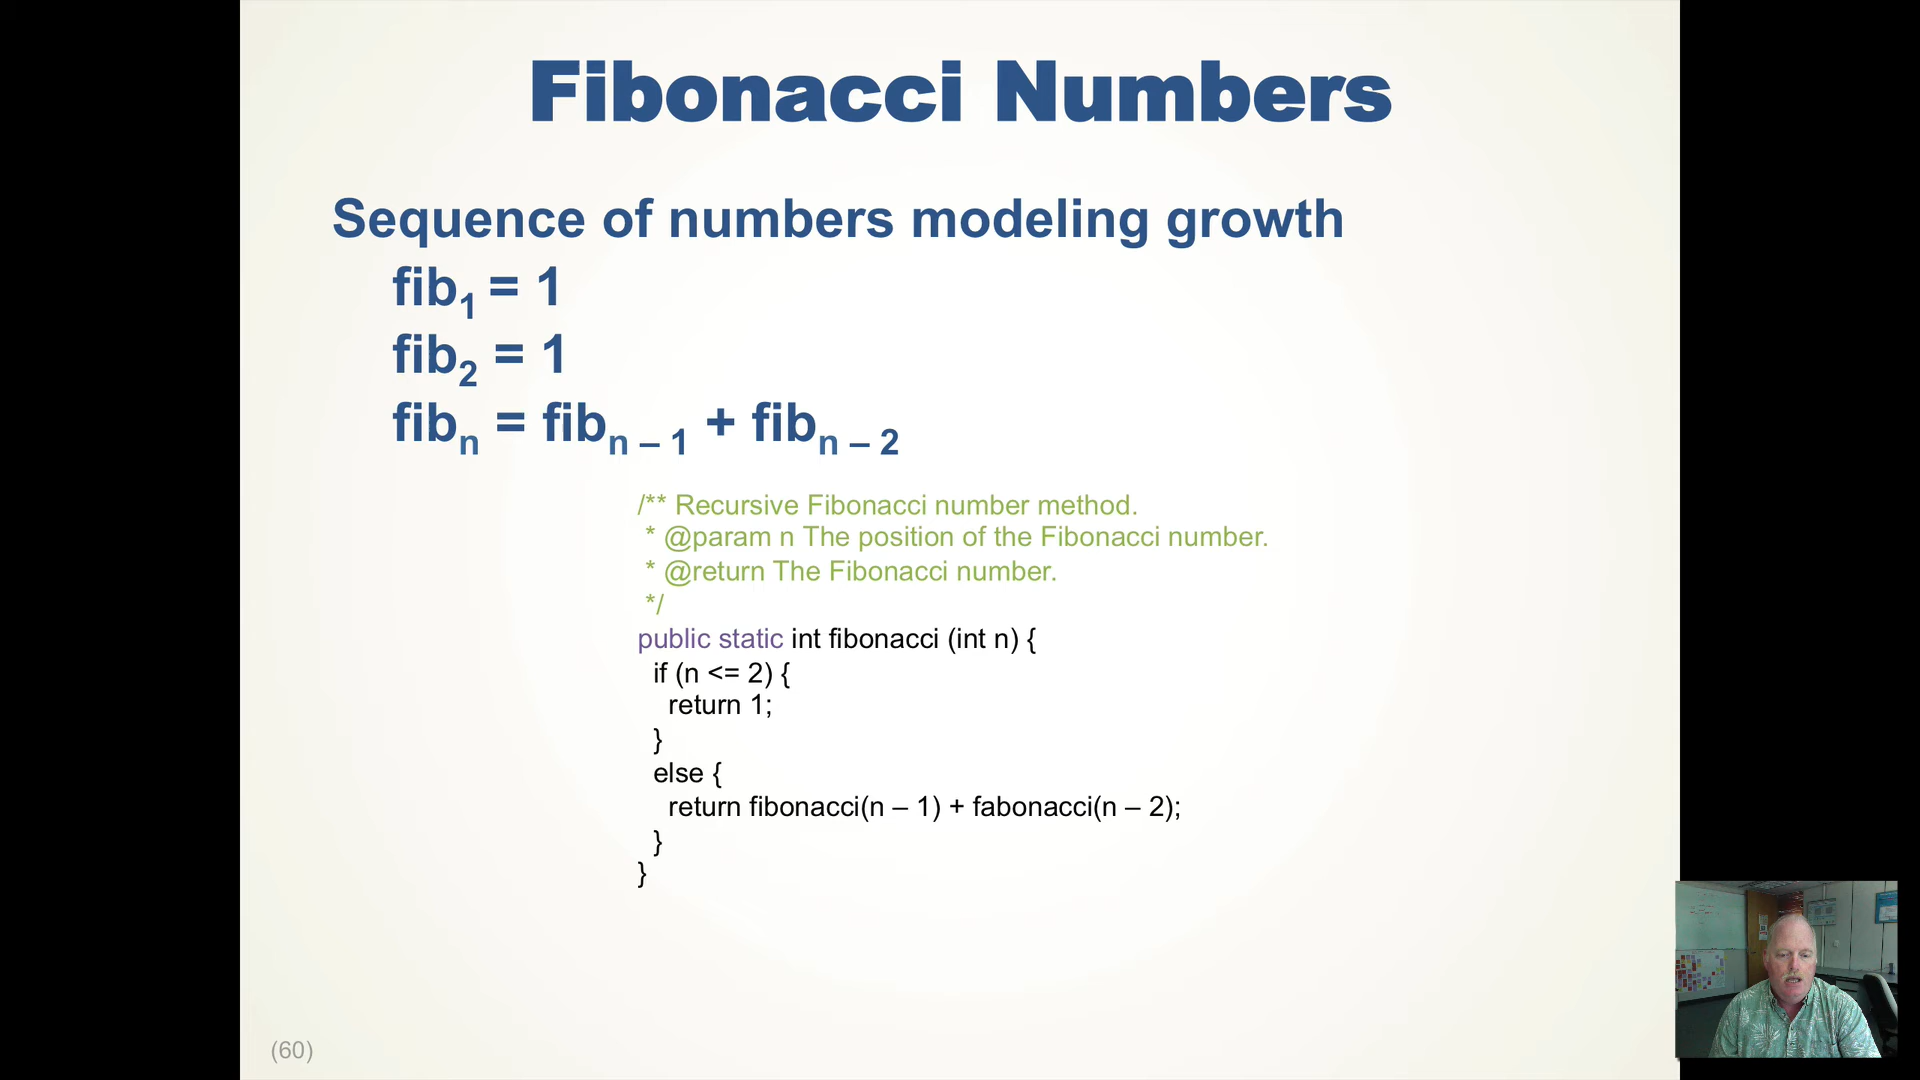 Fibonacci Numbers
Sequence of numbers modeling growth
fib1 = 1
fib2 = 1
fibn = fibn – 1 + fibn – 2
/** Recursive Fibonacci number method.
* @param n The position of the Fibonacci number.
* @return The Fibonacci number.
*/
public static int fibonacci (int n) {
if (n <= 2) {
return 1;
}
else {
return fibonacci(n – 1) + fabonacci(n – 2);
}
}
(60)